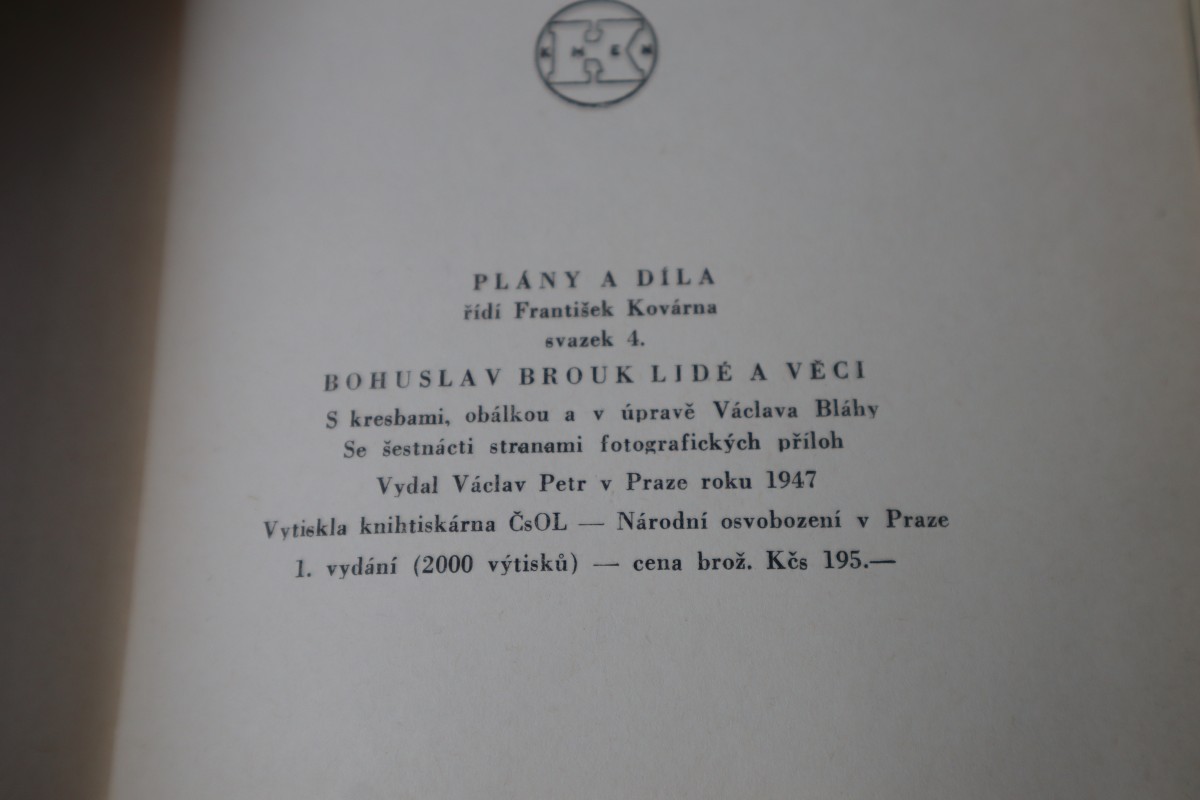 K M E N
PLÁNY A DÍLA
řídí František Kovárna
svazek 4.
BOHUSLAV BROUK LIDÉ A VĚCI
S kresbami, obálkou a v úpravě Václava Bláhy
Se šestnácti stranami fotografických příloh
Vydal Václav Petr v Praze roku 1947
Vytiskla knihtiskárna ČsOL — Národní osvobození v Praze
1. vydání (2000 výtisků) — cena brož. Kčs 195.—